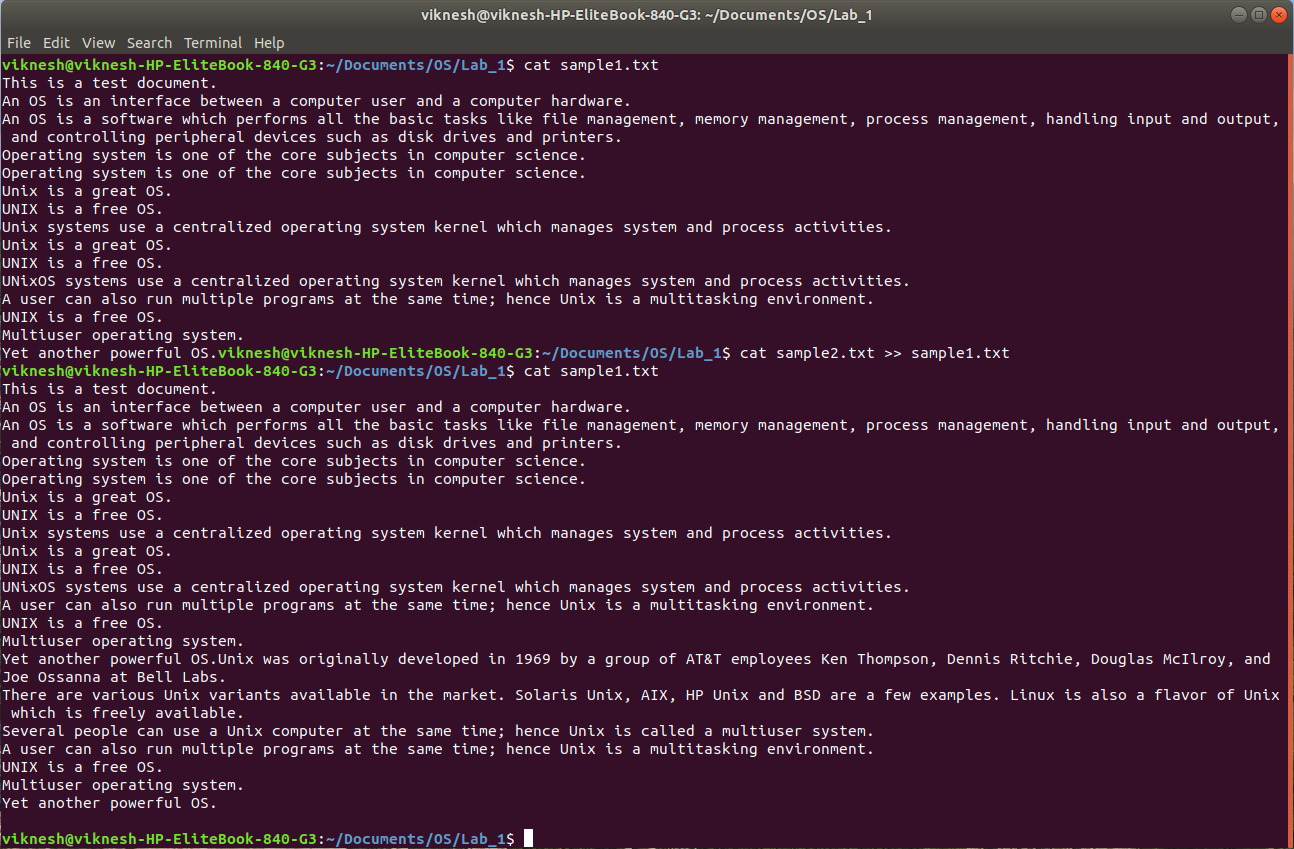 viknesh@viknesh-HP-EliteBook-840-G3: ~/Documents/OS/Lab_1
File Edit View Search Terminal Help
viknesh@viknesh-HP-EliteBook-840-G3:~/Documents/OS/Lab_1$ cat sample1.txt
This is a test document.
An OS is an interface between a computer user and a computer hardware.
An OS is a software which performs all the basic tasks like file management, memory management, process management, handling input and output,
 and controlling peripheral devices such as disk drives and printers.
Operating system is one of the core subjects in computer science.
Operating system is one of the core subjects in computer science.
Unix is a great OS.
UNIX is a free OS.
Unix systems use a centralized operating system kernel which manages system and process activities.
Unix is a great OS.
UNIX is a free OS.
UNixOS systems use a centralized operating system kernel which manages system and process activities.
A user can also run multiple programs at the same time; hence Unix is a multitasking environment.
UNIX is a free OS.
Multiuser operating system.
Yet another powerful OS.viknesh@viknesh-HP-EliteBook-840-G3:~/Documents/OS/Lab_1$ cat sample2.txt >> sample1.txt
viknesh@viknesh-HP-EliteBook-840-G3:~/Documents/OS/Lab_1$ cat sample1.txt
This is a test document.
An OS is an interface between a computer user and a computer hardware.
An OS is a software which performs all the basic tasks like file management, memory management, process management, handling input and output,
 and controlling peripheral devices such as disk drives and printers.
Operating system is one of the core subjects in computer science.
Operating system is one of the core subjects in computer science.
Unix is a great OS.
UNIX is a free OS.
Unix systems use a centralized operating system kernel which manages system and process activities.
Unix is a great OS.
UNIX is a free OS.
UNixOS systems use a centralized operating system kernel which manages system and process activities.
A user can also run multiple programs at the same time; hence Unix is a multitasking environment.
UNIX is a free OS.
Multiuser operating system.
Yet another powerful OS.Unix was originally developed in 1969 by a group of AT&T employees Ken Thompson, Dennis Ritchie, Douglas McIlroy, and
Joe Ossanna at Bell Labs.
There are various Unix variants available in the market. Solaris Unix, AIX, HP Unix and BSD are a few examples. Linux is also a flavor of Unix
 which is freely available.
Several people can use a Unix computer at the same time; hence Unix is called a multiuser system.
A user can also run multiple programs at the same time; hence Unix is a multitasking environment.
UNIX is a free OS.
Multiuser operating system.
Yet another powerful OS.
viknesh@viknesh-HP-EliteBook-840-G3:~/Documents/OS/Lab_1$